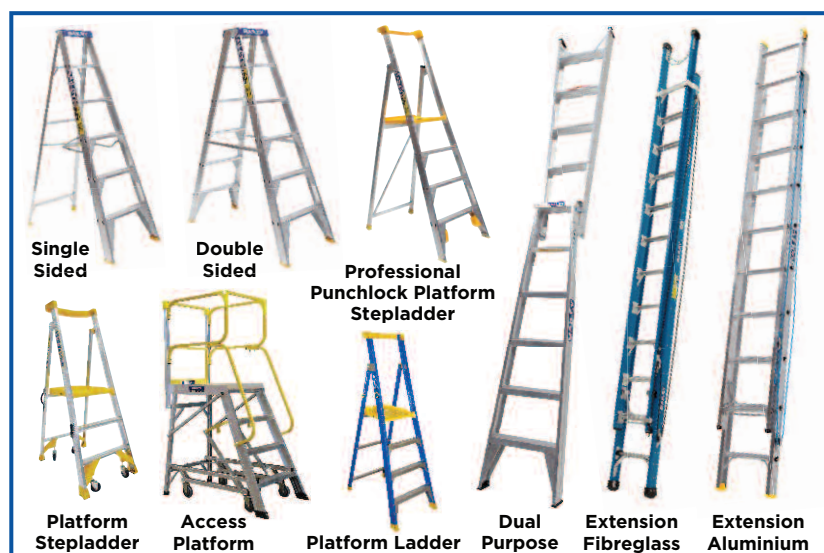 Single
Sided
Double
Sided
Professional
Punchlock Platform
Stepladder
Platform
Stepladder
Access
Platform
Platform Ladder
Dual
Purpose
Extension
Fibreglass
Extension
Aluminium